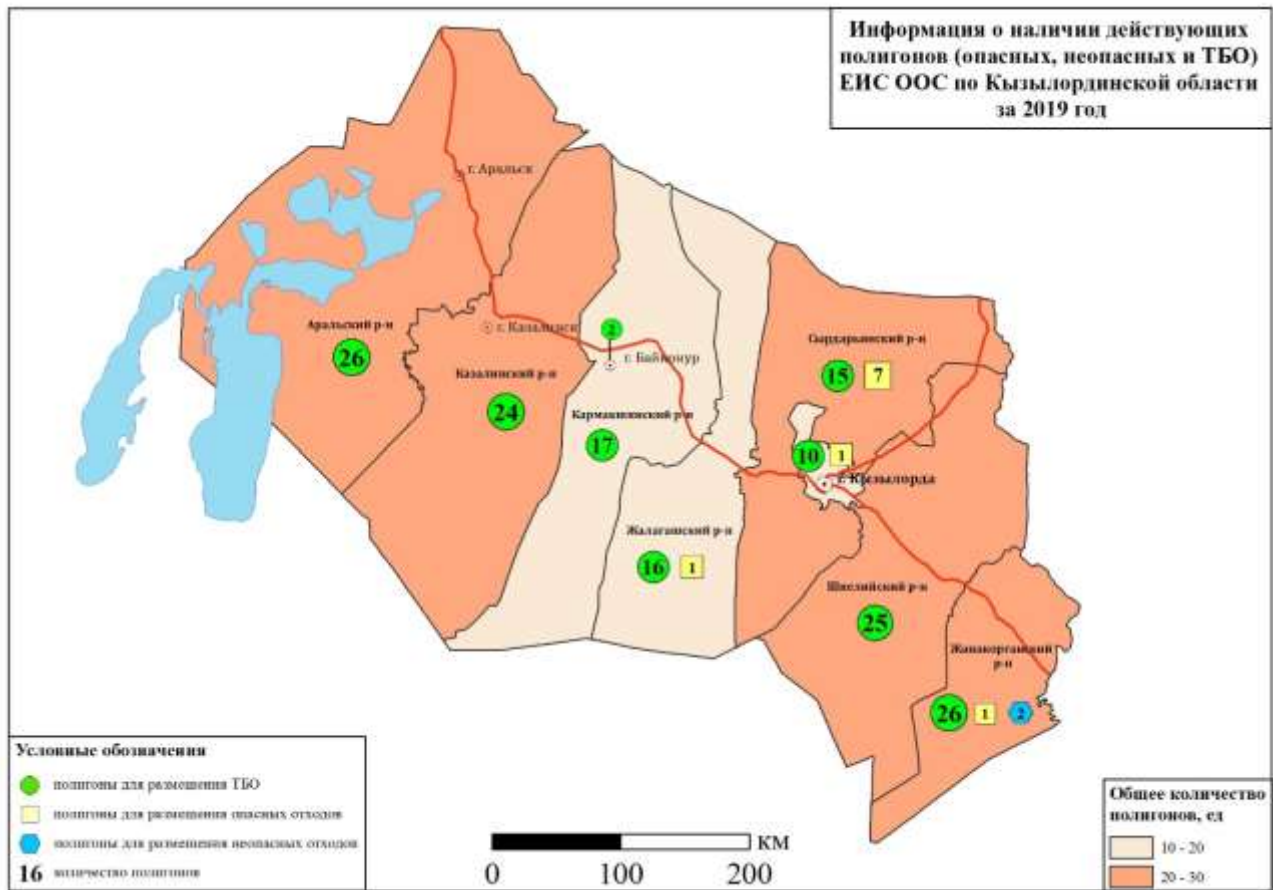 Информация о наличии действующих
полигонов (опасных, неопасных и ТБО)
ЕИС ООС по Кызылординской области
за 2019 год
г. Аральск
Аральский р-н
26
г. Казалинск
Казалинский р-н
24
2
г. Байконур
Кармакшинский р-н
17
Сырдарьинский р-н
15
7
10
1
г. Кызылорда
Жалагашский р-н
16
1
Шиелийский р-н
25
Жанакорганский
р-н
26
1
2
Условные обозначения
полигоны для размещения ТБО
полигоны для размещения опасных отходов
полигоны для размещения неопасных отходов
16 количество полигонов
КМ
0 100 200
Общее количество
полигонов, ед
10 - 20
20 - 30